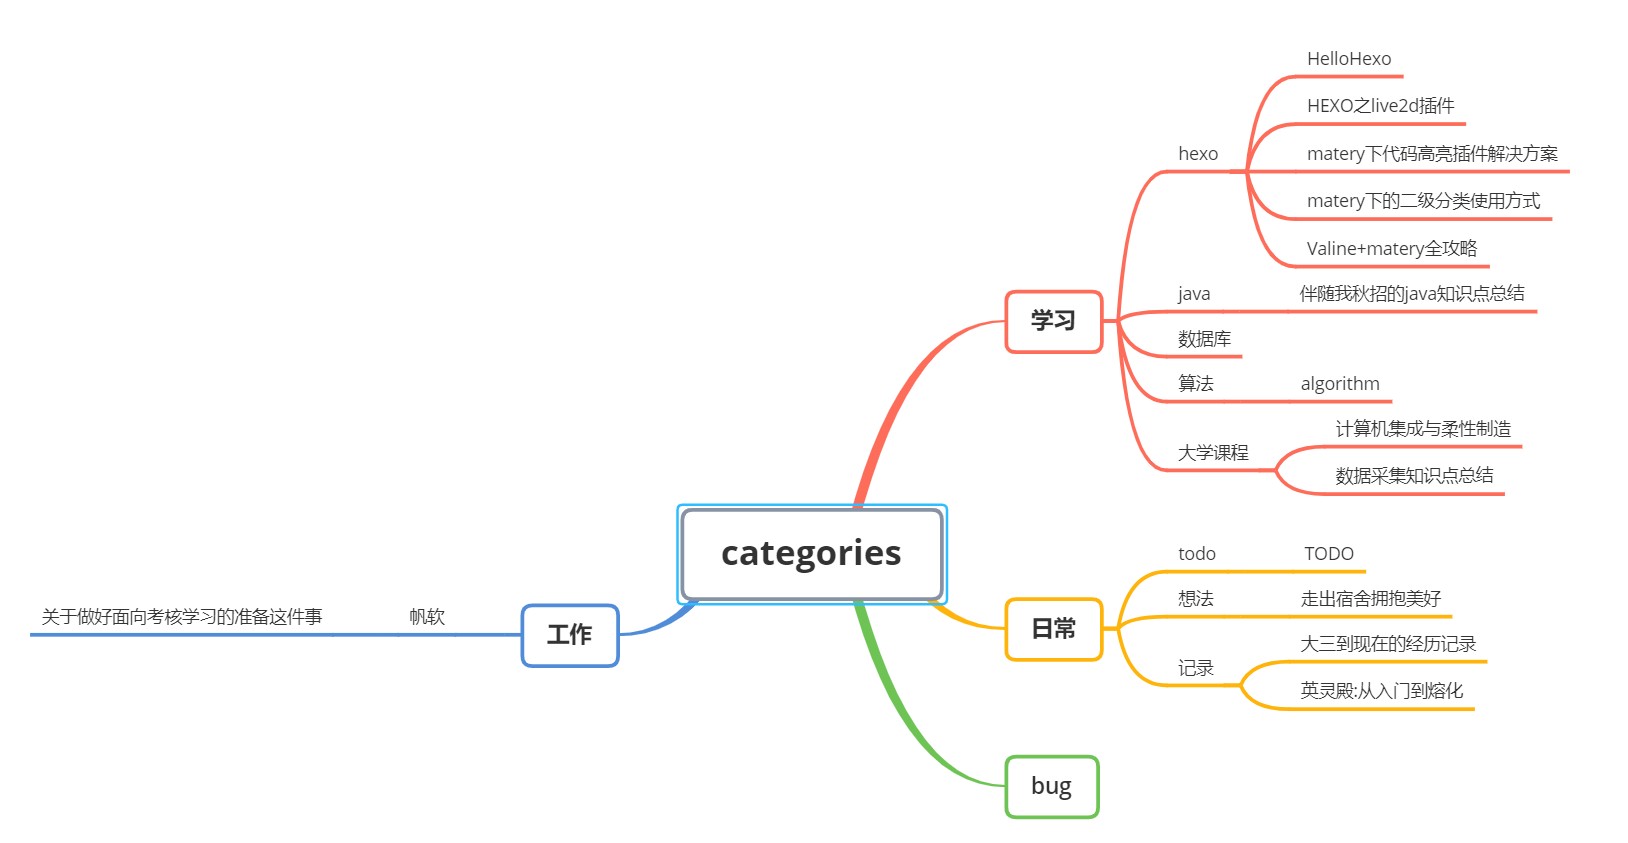 categories
学习
hexo
HelloHexo
HEXO之live2d插件
matery下代码高亮插件解决方案
matery下的二级分类使用方式
Valine+matery全攻略
java
伴随我秋招的java知识点总结
数据库
算法
algorithm
大学课程
计算机集成与柔性制造
数据采集知识点总结
日常
todo
TODO
想法
走出宿舍拥抱美好
记录
大三到现在的经历记录
英灵殿:从入门到熔化
bug
工作
帆软
关于做好面向考核学习的准备这件事